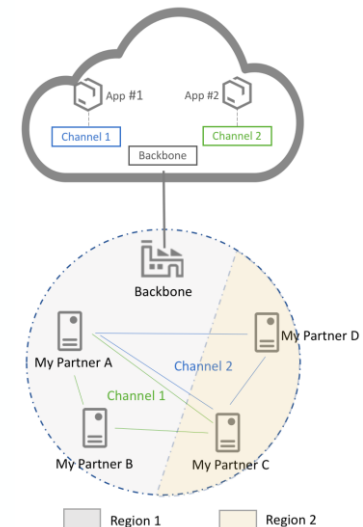 App #1
App #2
Channel 1
Channel 2
Backbone
Backbone
My Partner D
My Partner A
Channel 2
Channel 1
My Partner B
My Partner C
Region 1
Region 2